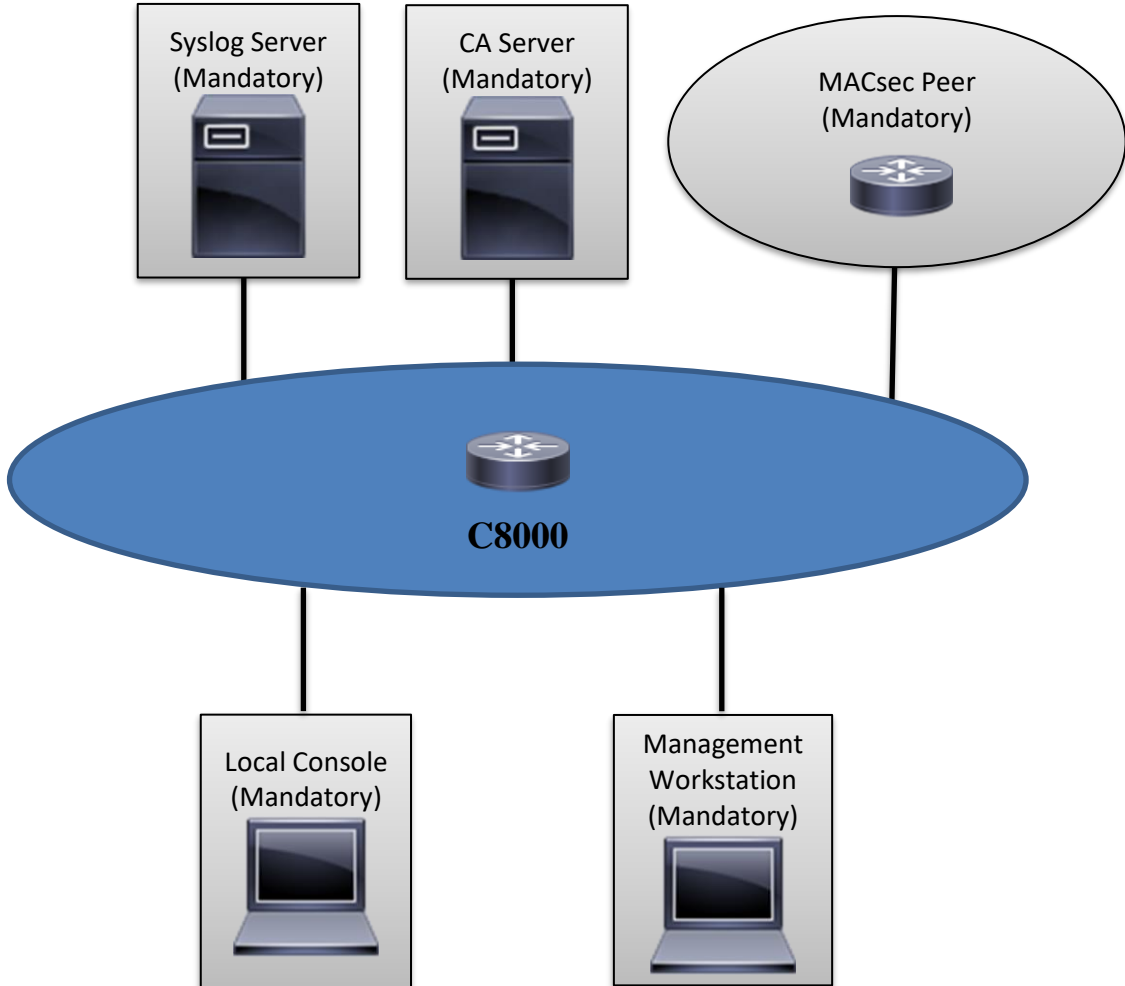 Syslog Server
(Mandatory)
CA Server
(Mandatory)
MACsec Peer
(Mandatory)
C8000
Local Console
(Mandatory)
Management
Workstation
(Mandatory)